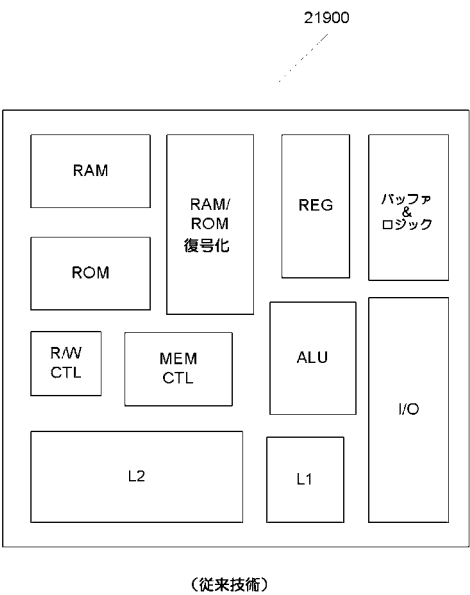 21900
RAM
RAM/
ROM
復号化
REG
バッファ
&
ロジック
ROM
R/W
CTL
MEM
CTL
ALU
I/O
L2
L1
(従来技術)